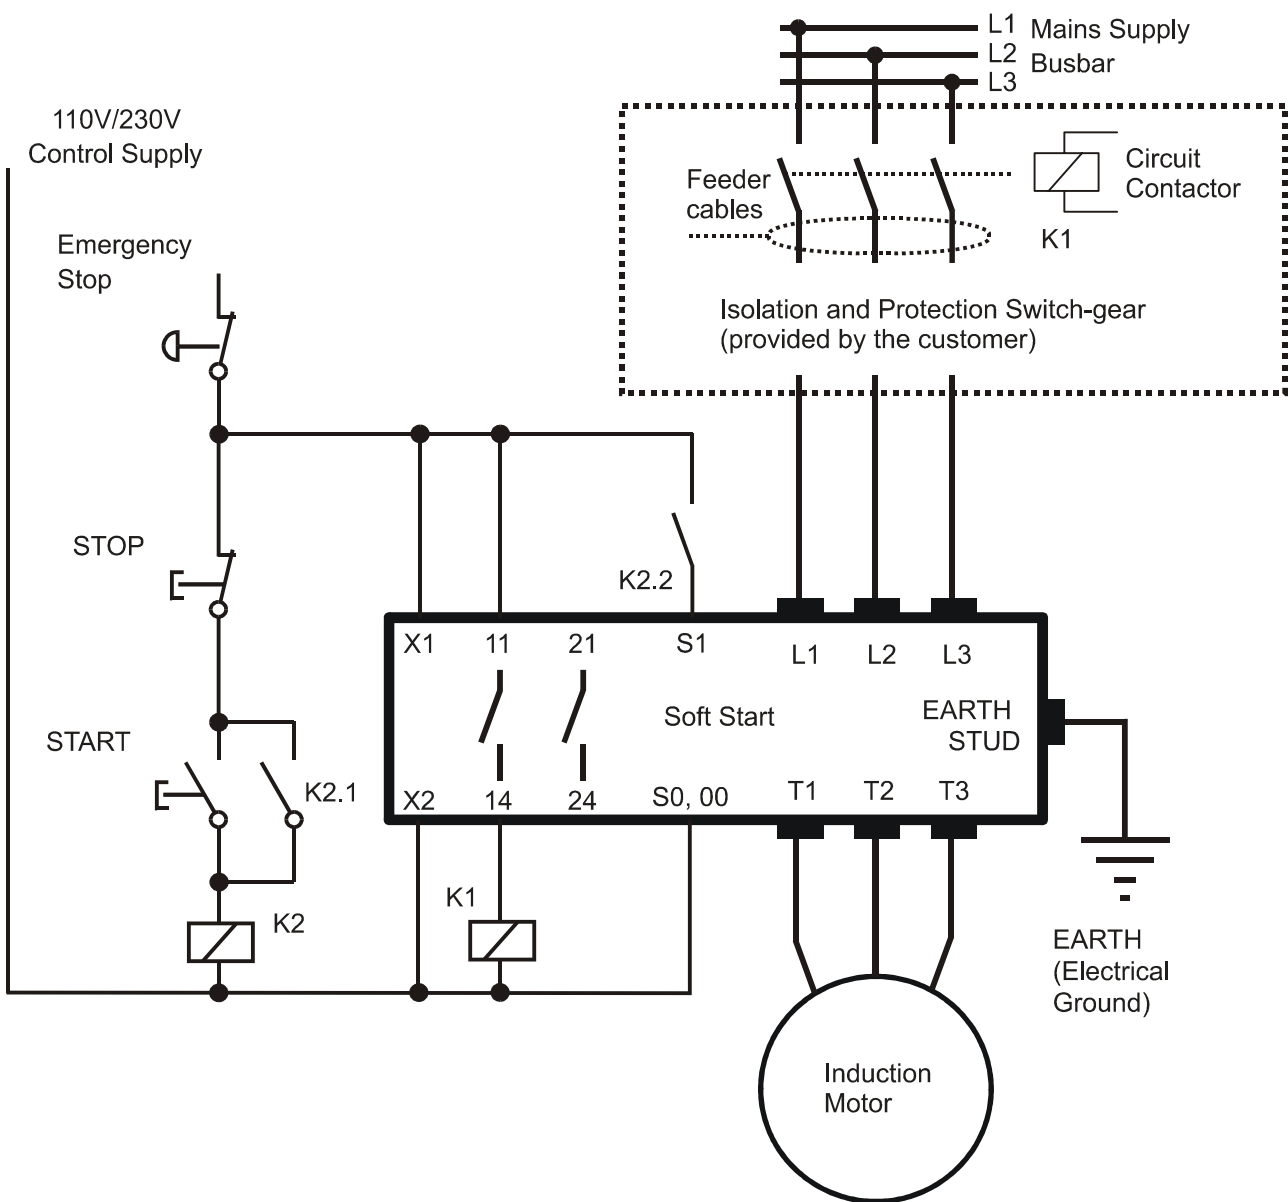 L1 Mains Supply
L2 Busbar
L3
110V/230V
Control Supply
Feeder
cables
Circuit
Contactor
K1
Emergency
Stop
Isolation and Protection Switch-gear
(provided by the customer)
STOP
K2.2
X1 11 21 S1 L1 L2 L3
Soft Start
EARTH
STUD
START
K2.1
X2 14 24 S0, 00 T1 T2 T3
K2
K1
EARTH
(Electrical
Ground)
Induction
Motor